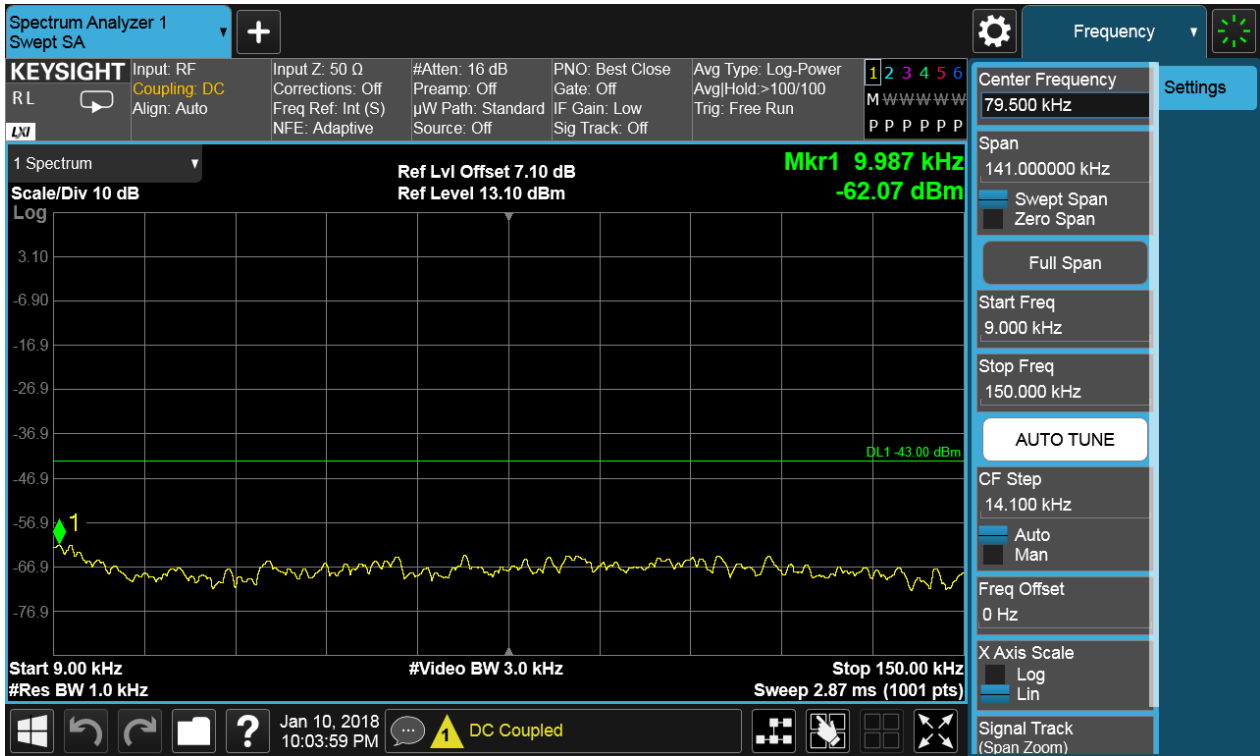 Spectrum Analyzer 1
Swept SA
+
Frequency
KEYSIGHT
RL
LXI
Input: RF
Coupling: DC
Align: Auto
Input Z: 50 Ω
Corrections: Off
Freq Ref: Int (S)
NFE: Adaptive
#Atten: 16 dB
Preamp: Off
µW Path: Standard
Source: Off
PNO: Best Close
Gate: Off
IF Gain: Low
Sig Track: Off
Avg Type: Log-Power
Avg|Hold:>100/100
Trig: Free Run
1 2 3 4 5 6
M W W W W W
P P P P P P
1 Spectrum
Scale/Div 10 dB
Log
Ref Lvl Offset 7.10 dB
Ref Level 13.10 dBm
Mkr1 9.987 kHz
-62.07 dBm
3.10
-6.90
-16.9
-26.9
-36.9
DL1 -43.00 dBm
-46.9
-56.9
1
-66.9
-76.9
Start 9.00 kHz
#Video BW 3.0 kHz
Stop 150.00 kHz
#Res BW 1.0 kHz
Sweep 2.87 ms (1001 pts)
Center Frequency
79.500 kHz
Settings
Span
141.000000 kHz
Swept Span
Zero Span
Full Span
Start Freq
9.000 kHz
Stop Freq
150.000 kHz
AUTO TUNE
CF Step
14.100 kHz
Auto
Man
Freq Offset
0 Hz
X Axis Scale
Log
Lin
Signal Track
(Span Zoom)
?
Jan 10, 2018
10:03:59 PM
1
DC Coupled